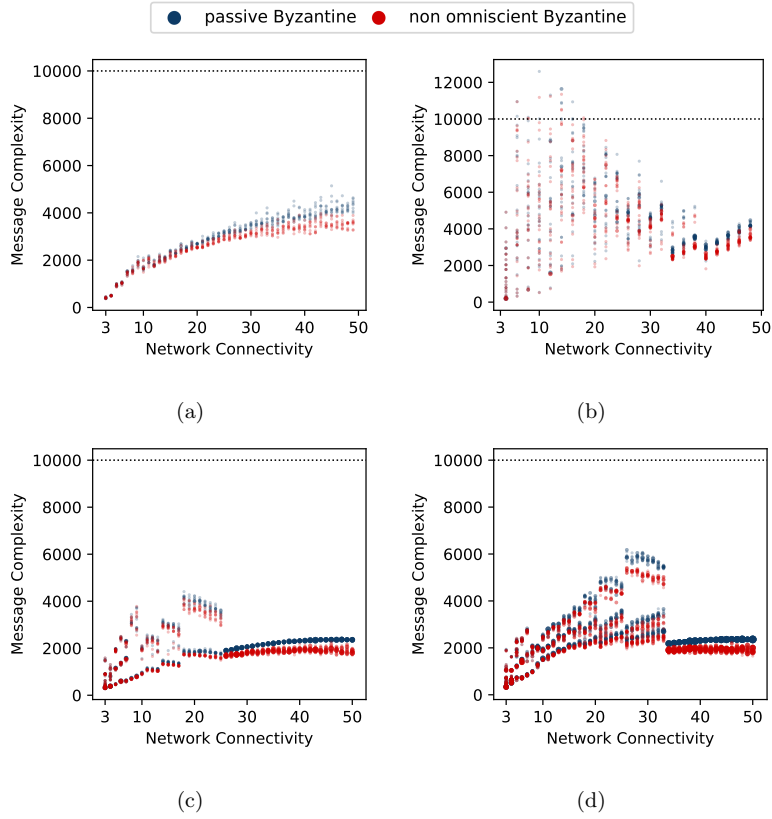 passive Byzantine non omniscient Byzantine
10000
8000
6000
4000
2000
0
Message Complexity
3 10 20 30 40 50
Network Connectivity
(a)
12000
10000
8000
6000
4000
2000
0
Message Complexity
3 10 20 30 40 50
Network Connectivity
(b)
10000
8000
6000
4000
2000
0
Message Complexity
3 10 20 30 40 50
Network Connectivity
(c)
10000
8000
6000
4000
2000
0
Message Complexity
3 10 20 30 40 50
Network Connectivity
(d)